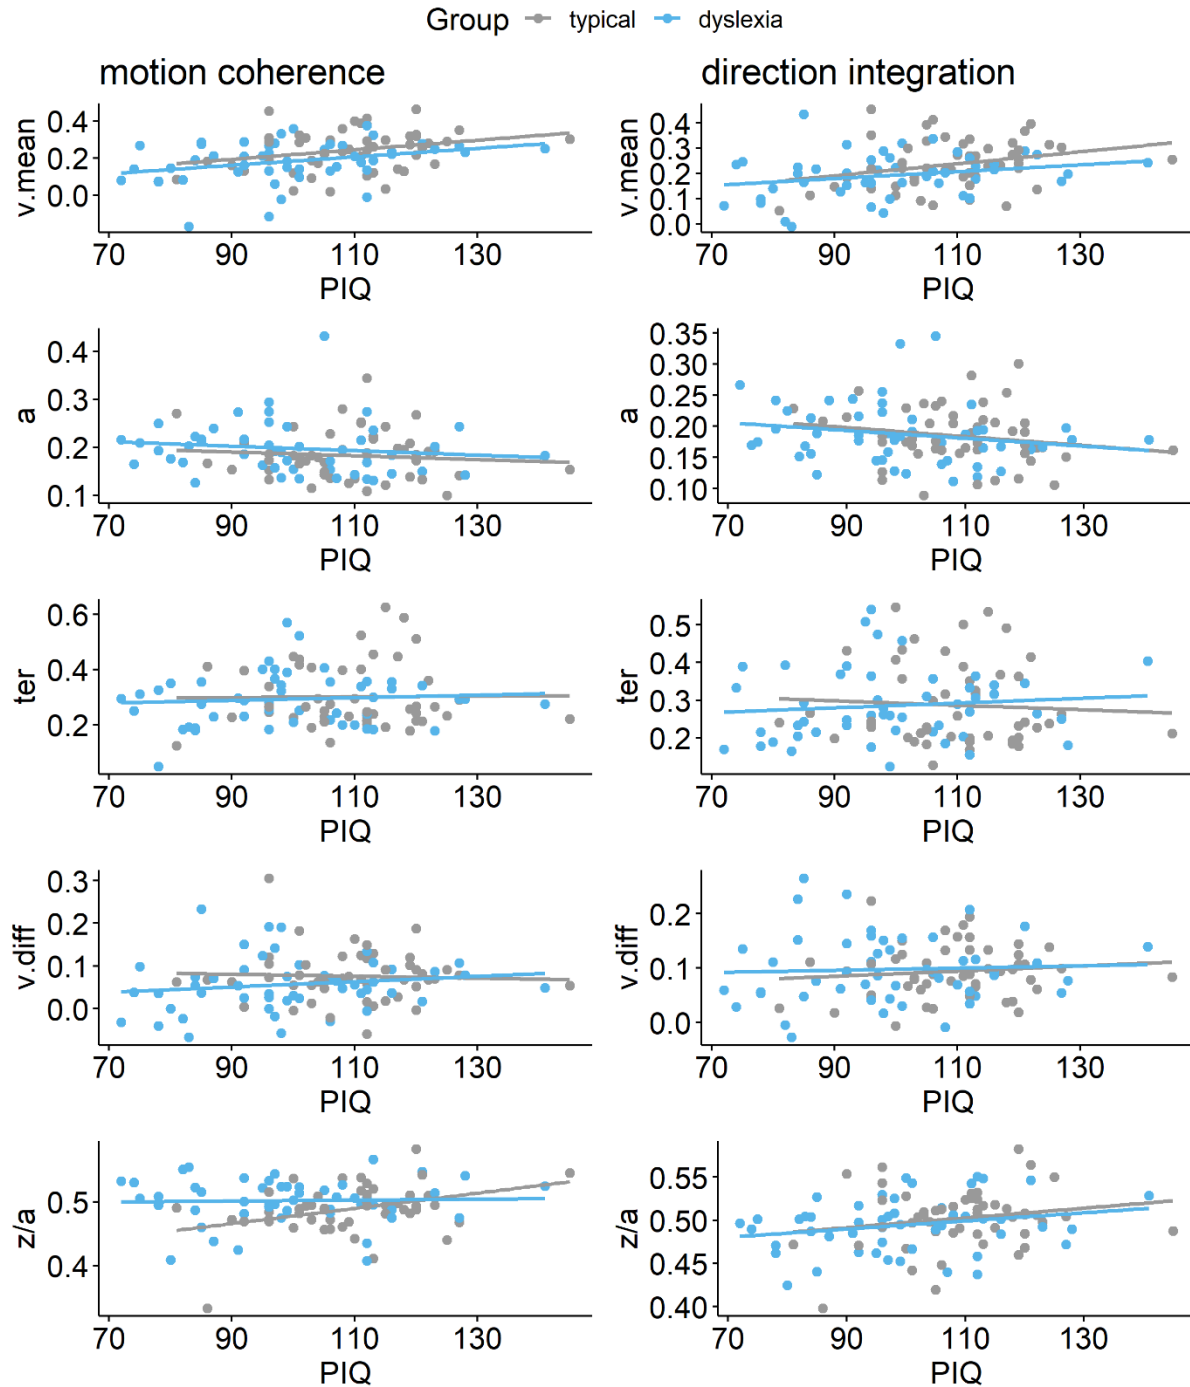 Group typical dyslexia
motion coherence direction integration
v.mean 0.4 0.2 0.0
70 90 110 130
PIQ
v.mean 0.4 0.3 0.2 0.1 0.0
70 90 110 130
PIQ
a 0.4 0.3 0.2 0.1
70 90 110 130
PIQ
a 0.35 0.30 0.25 0.20 0.15 0.10
70 90 110 130
PIQ
ter 0.6 0.4 0.2
70 90 110 130
PIQ
ter 0.5 0.4 0.3 0.2
70 90 110 130
PIQ
v.diff 0.3 0.2 0.1 0.0
70 90 110 130
PIQ
v.diff 0.2 0.1 0.0
70 90 110 130
PIQ
z/a 0.5 0.4
70 90 110 130
PIQ
z/a 0.55 0.50 0.45 0.40
70 90 110 130
PIQ